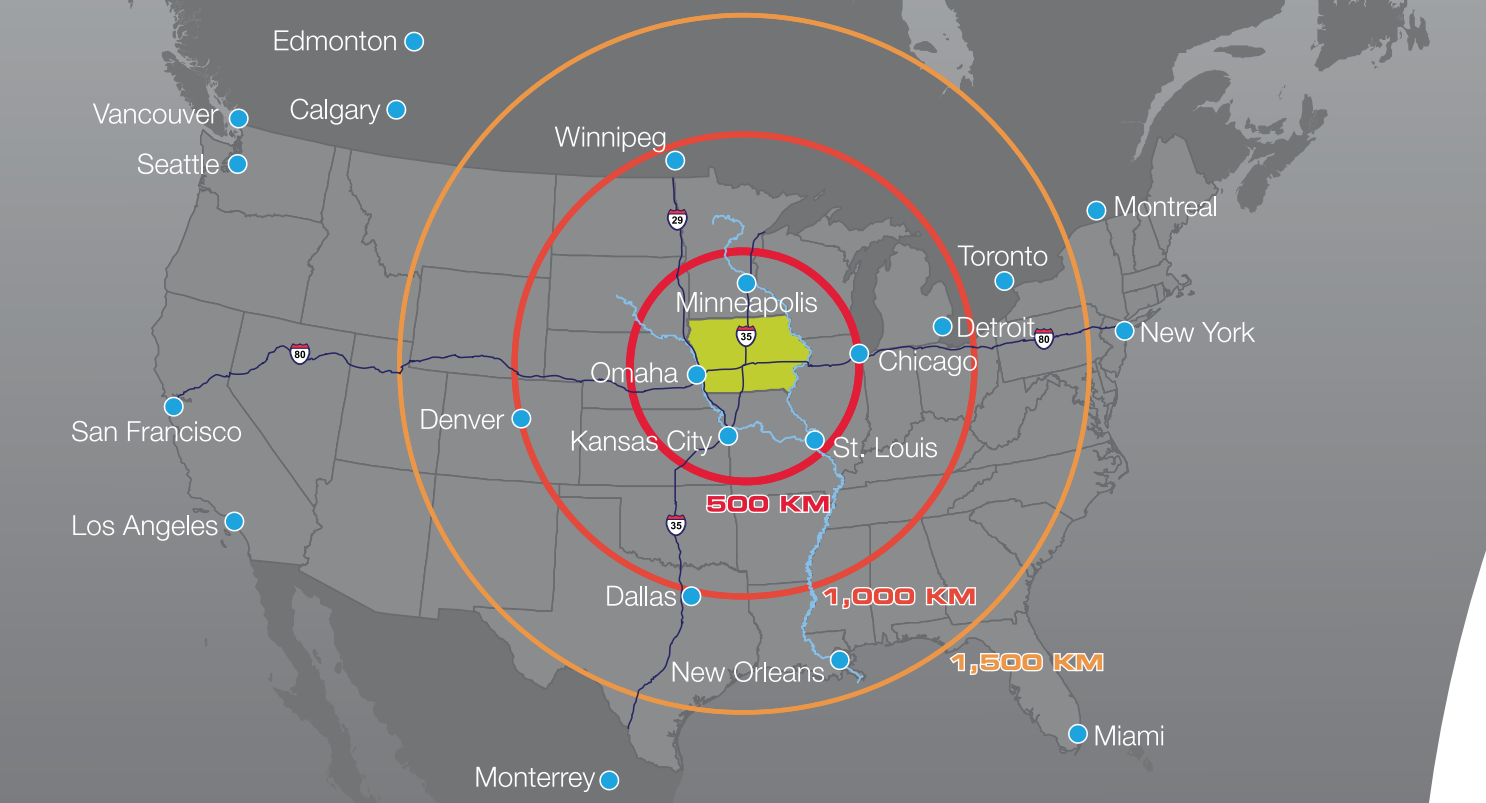 Edmonton
Calgary
Vancouver
Seattle
Winnipeg
29
Montreal
Toronto
Minneapolis
Detroit
New York
35
80
80
Chicago
Omaha
San Francisco
Denver
Kansas City
St. Louis
500 KM
Los Angeles
35
Dallas
1,000 KM
New Orleans
1,500 KM
Miami
Monterrey